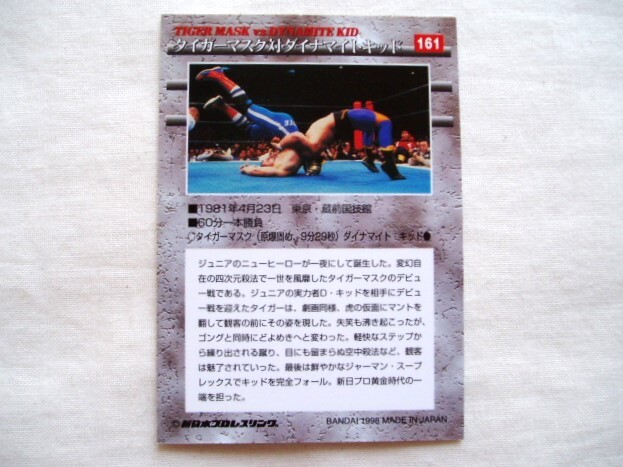 TIGER MASK v.s.DYNAMITE KID
タイガーマスク対ダイナマイト・キッド
161
■1981年4月23日 東京・蔵前国技館
■60分一本勝負
○タイガーマスク（原爆固め、9分29秒）ダイナマイト・キッド●
ジュニアのニューヒーローが一夜にして誕生した。変幻自
在の四次元殺法で一世を風靡したタイガーマスクのデビュ
ー戦である。ジュニアの実力者D・キッドを相手にデビュー
戦を迎えたタイガーは、劇画同様、虎の仮面にマントを
翻して観客の前にその姿を現した。失笑も沸き起こったが、
ゴングと同時にどよめきへと変わった。軽快なステップか
ら繰り出される蹴り、目にも留まらぬ空中殺法など、観客
は魅了されていった。最後は鮮やかなジャーマン・スープ
レックスでキッドを完全フォール。新日プロ黄金時代の一
端を担った。
©新日本プロレスリング
BANDAI 1998 MADE IN JAPAN